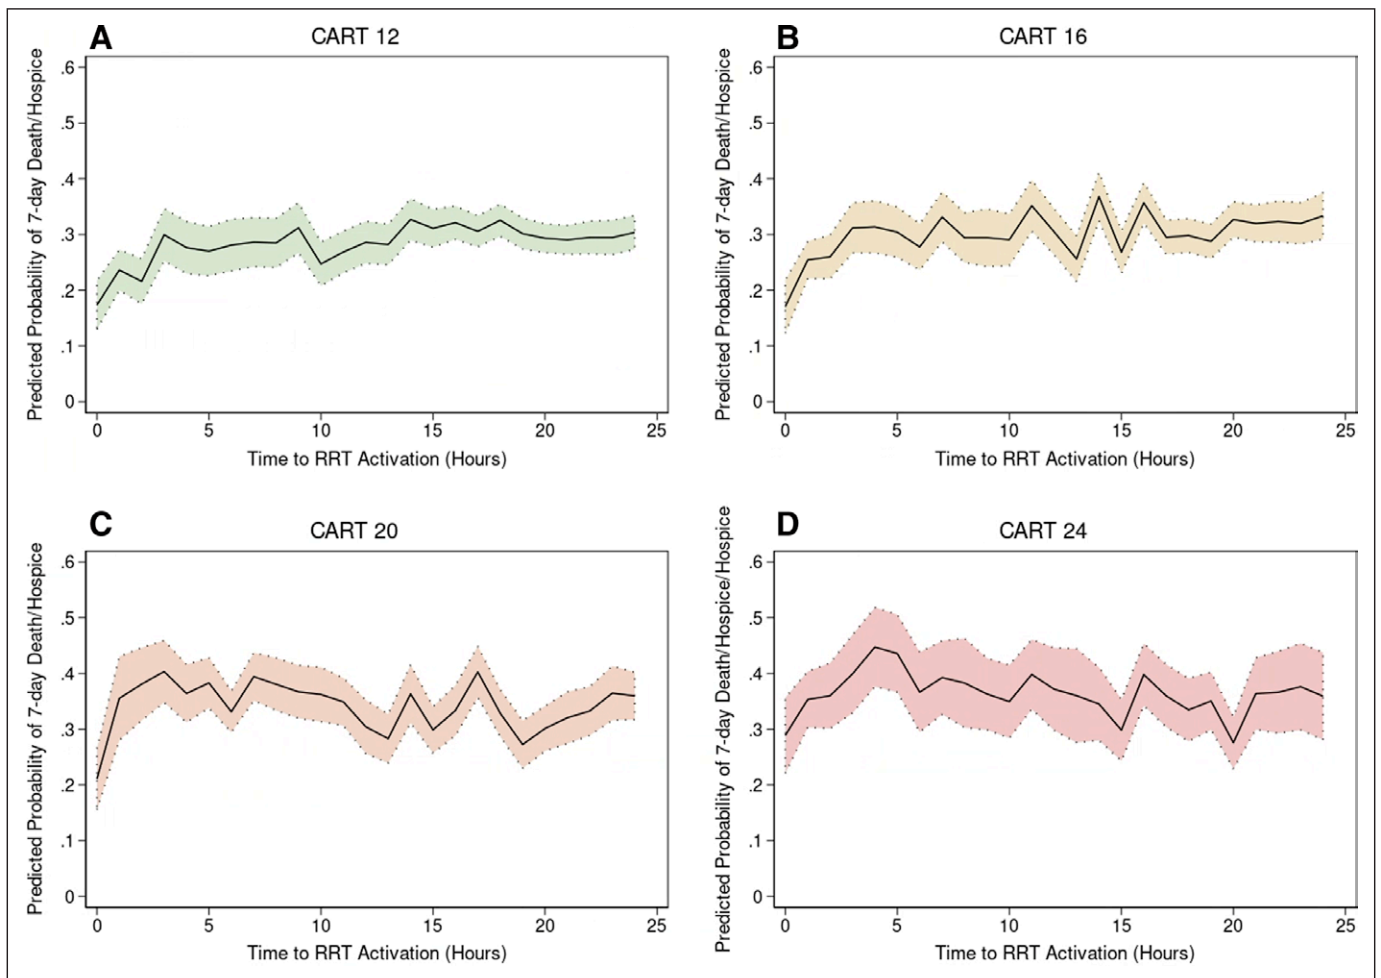 A
CART 12
Predicted Probability of 7-day Death/Hospice
.6
.5
.4
.3
.2
.1
0
0 5 10 15 20 25
Time to RRT Activation (Hours)
B
CART 16
Predicted Probability of 7-day Death/Hospice
.6
.5
.4
.3
.2
.1
0
0 5 10 15 20 25
Time to RRT Activation (Hours)
C
CART 20
Predicted Probability of 7-day Death/Hospice
.6
.5
.4
.3
.2
.1
0
0 5 10 15 20 25
Time to RRT Activation (Hours)
D
CART 24
Predicted Probability of 7-day Death/Hospice/Hospice
.6
.5
.4
.3
.2
.1
0
0 5 10 15 20 25
Time to RRT Activation (Hours)